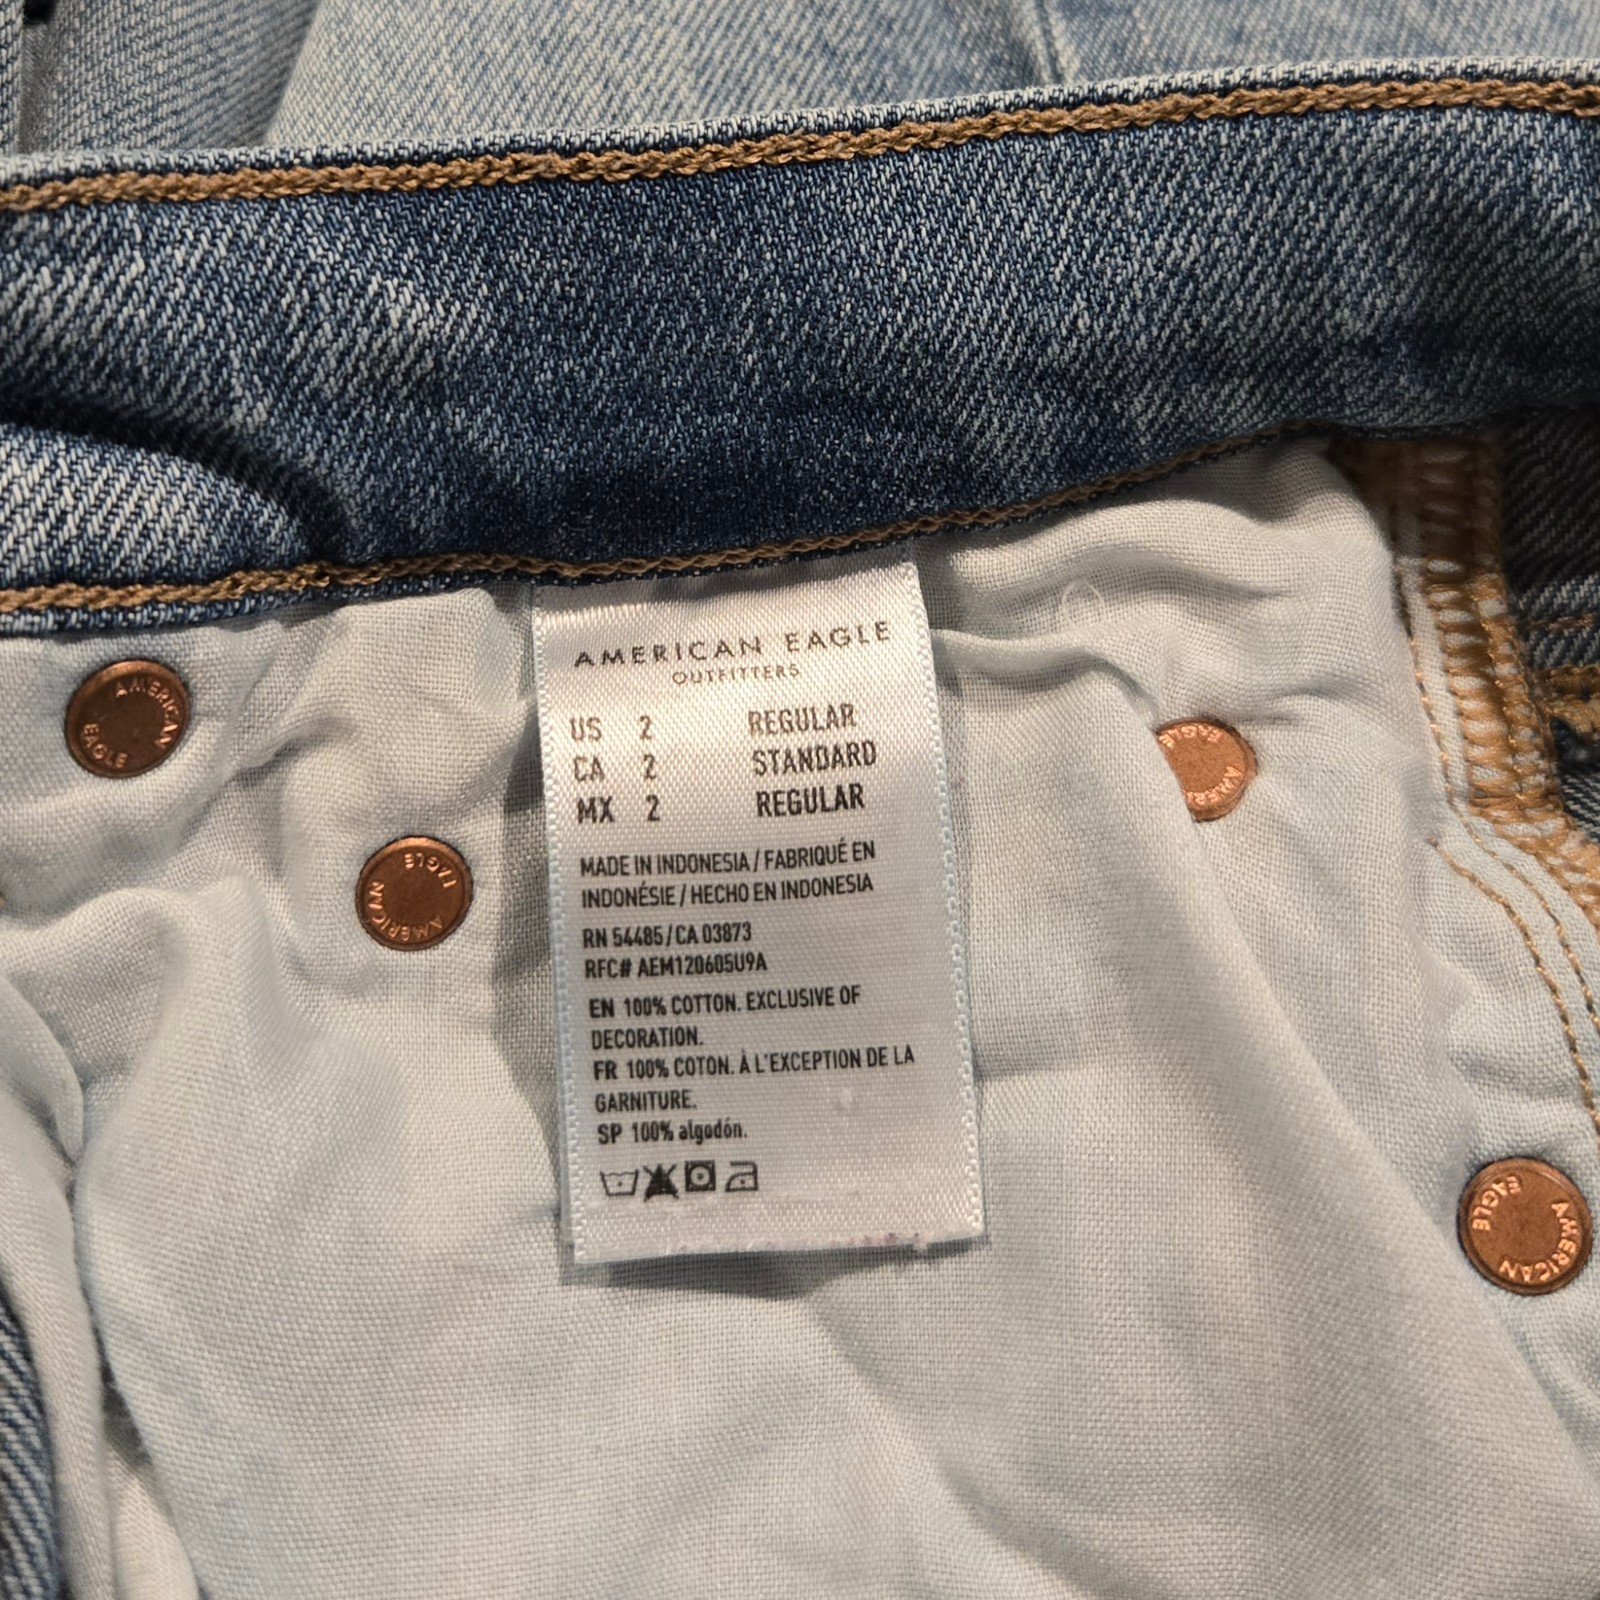 AMERICAN EAGLE
OUTFITTERS
US 2 REGULAR
CA 2 STANDARD
MX 2 REGULAR
MADE IN INDONESIA / FABRIQUÉ EN
INDONÉSIE / HECHO EN INDONESIA
RN 54485 / CA 03873
RFC# AEM120605U9A
EN 100% COTTON. EXCLUSIVE OF
DECORATION.
FR 100% COTON. À L'EXCEPTION DE LA
GARNITURE.
SP 100% algodón.
AMERICAN EAGLE
AMERICAN EAGLE
AMERICAN EAGLE
AMERICAN EAGLE